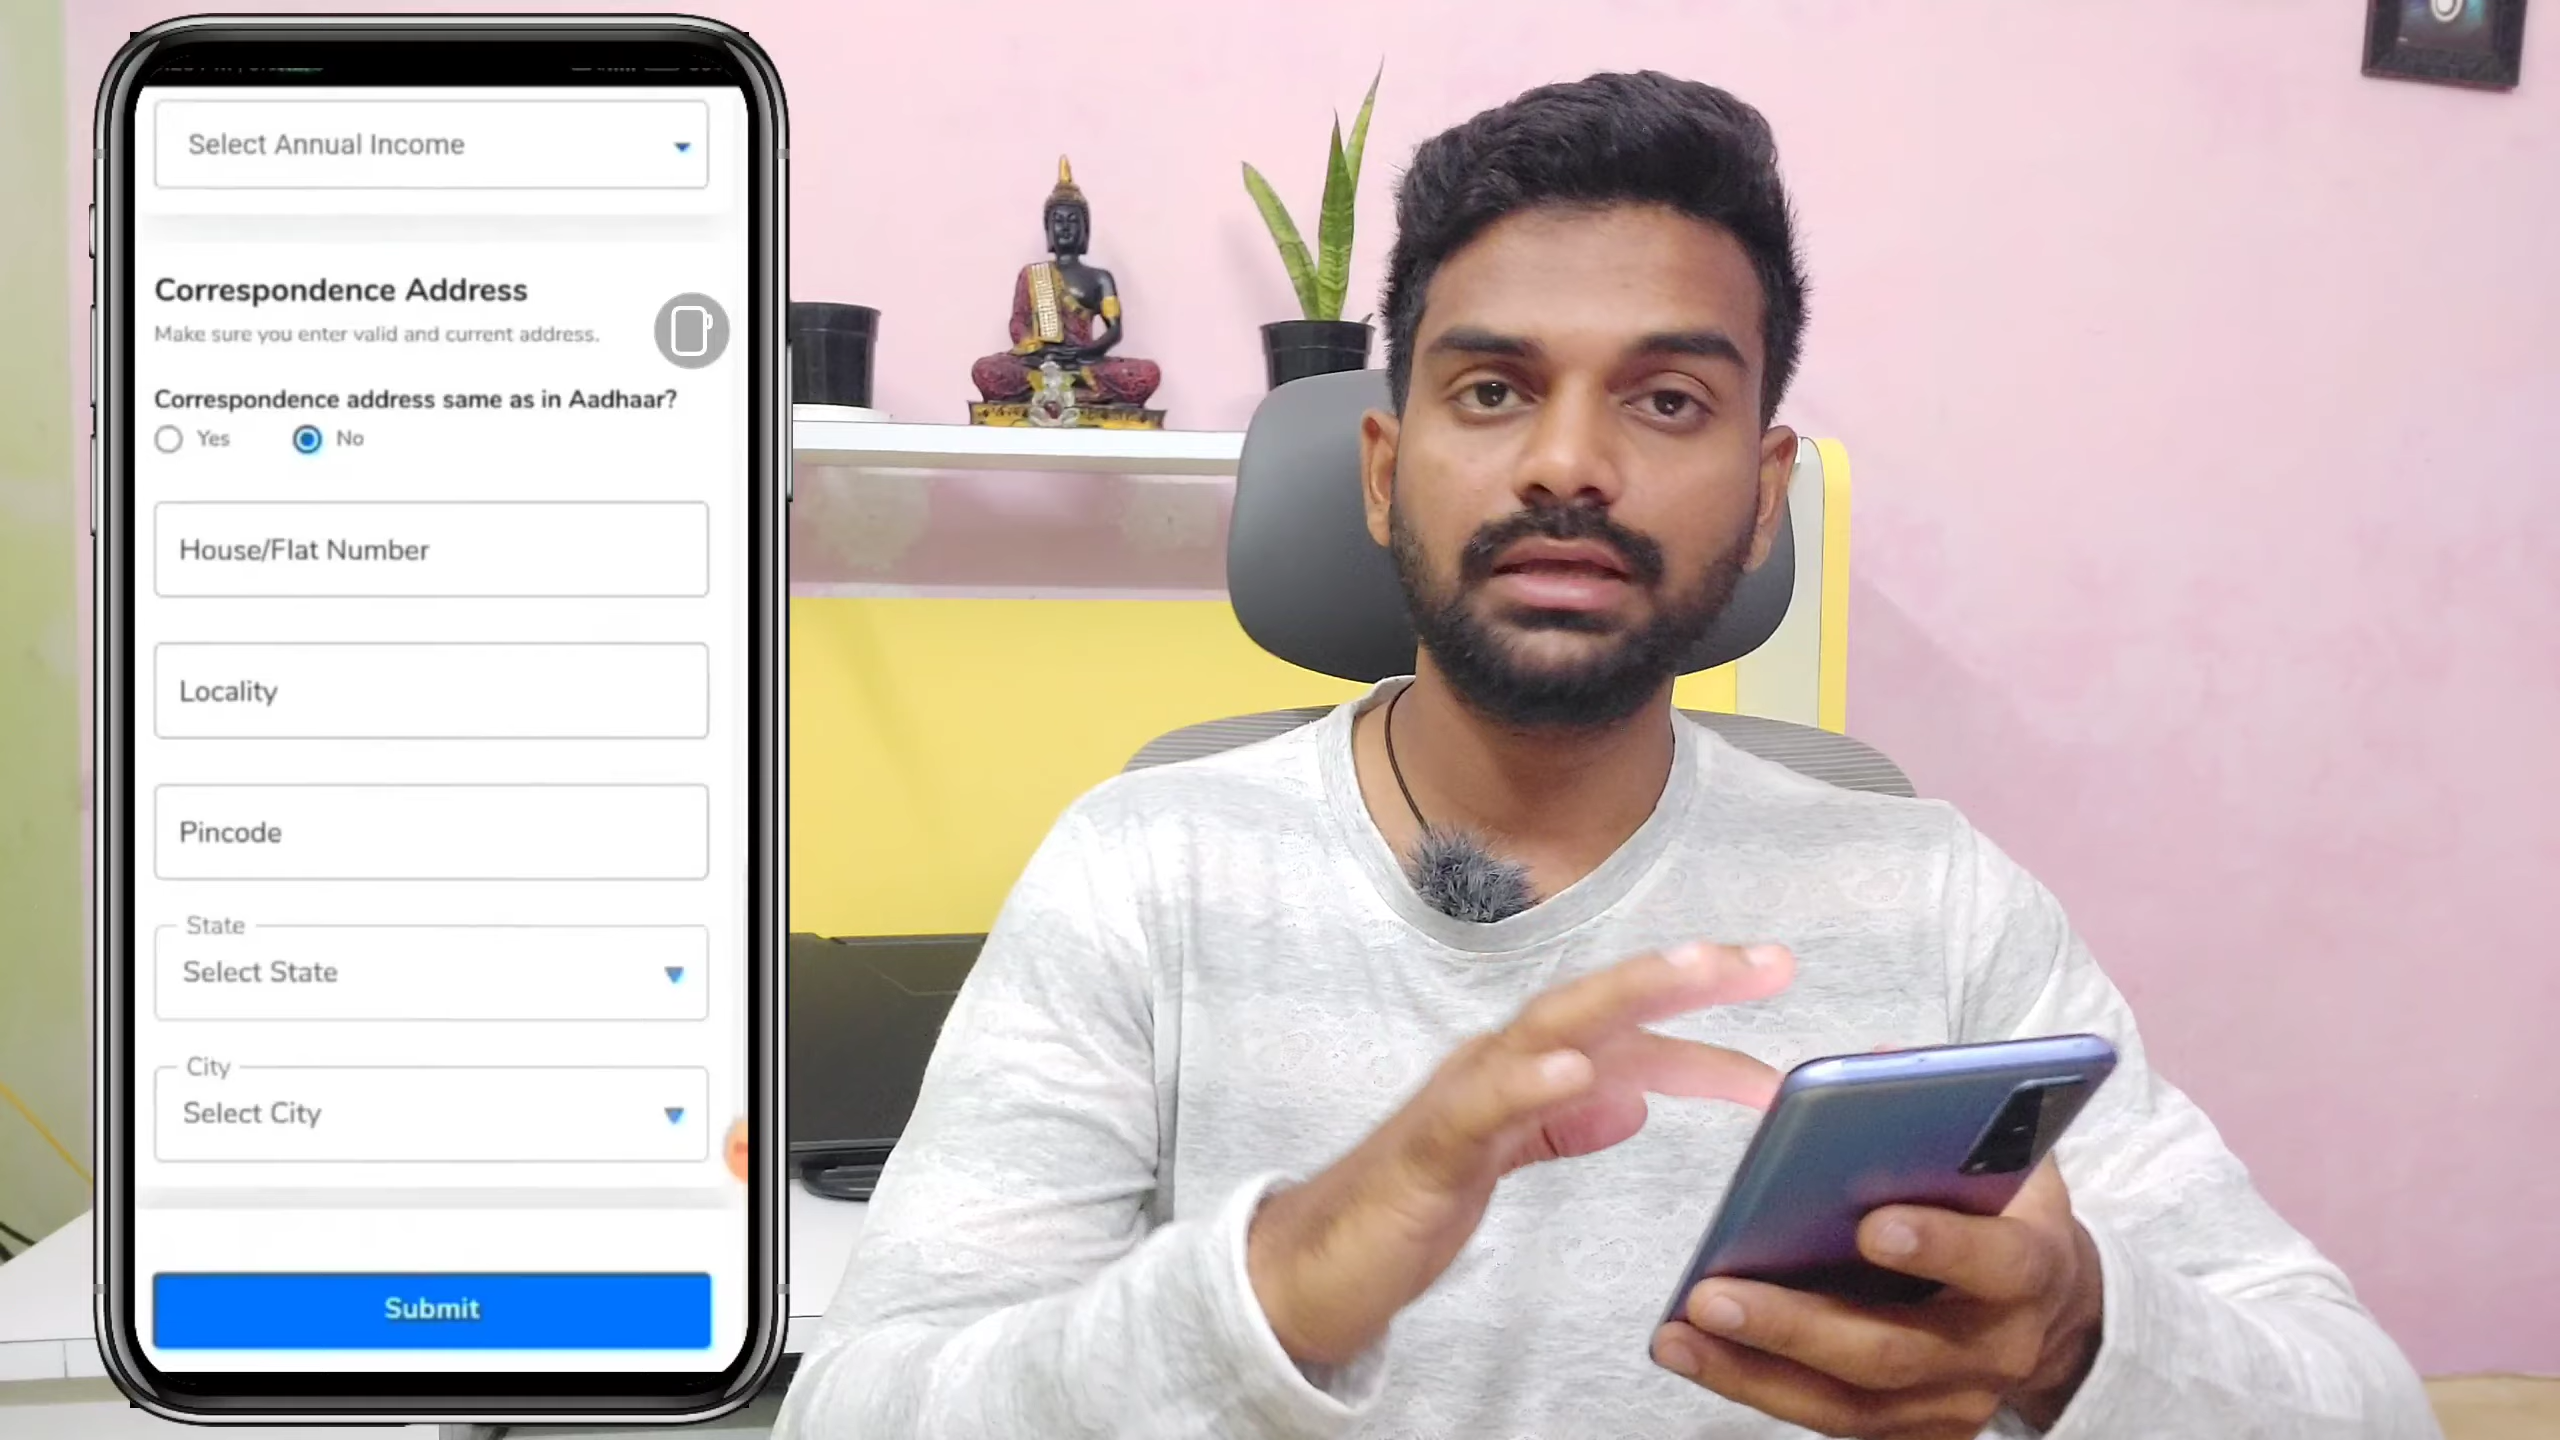 Select Annual Income
Correspondence Address
Make sure you enter valid and current address.
Correspondence address same as in Aadhaar?
Yes No
House/Flat Number
Locality
Pincode
State
Select State
City
Select City
Submit